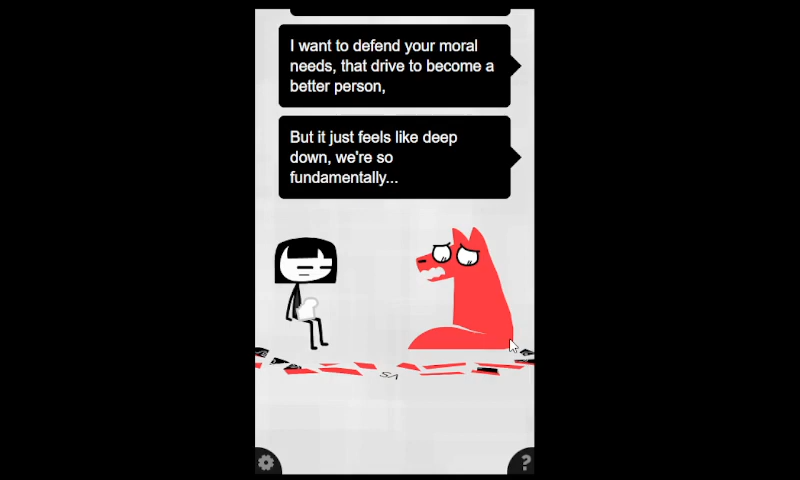 I want to defend your moral
needs, that drive to become a
better person,
But it just feels like deep
down, we're so
fundamentally...
?